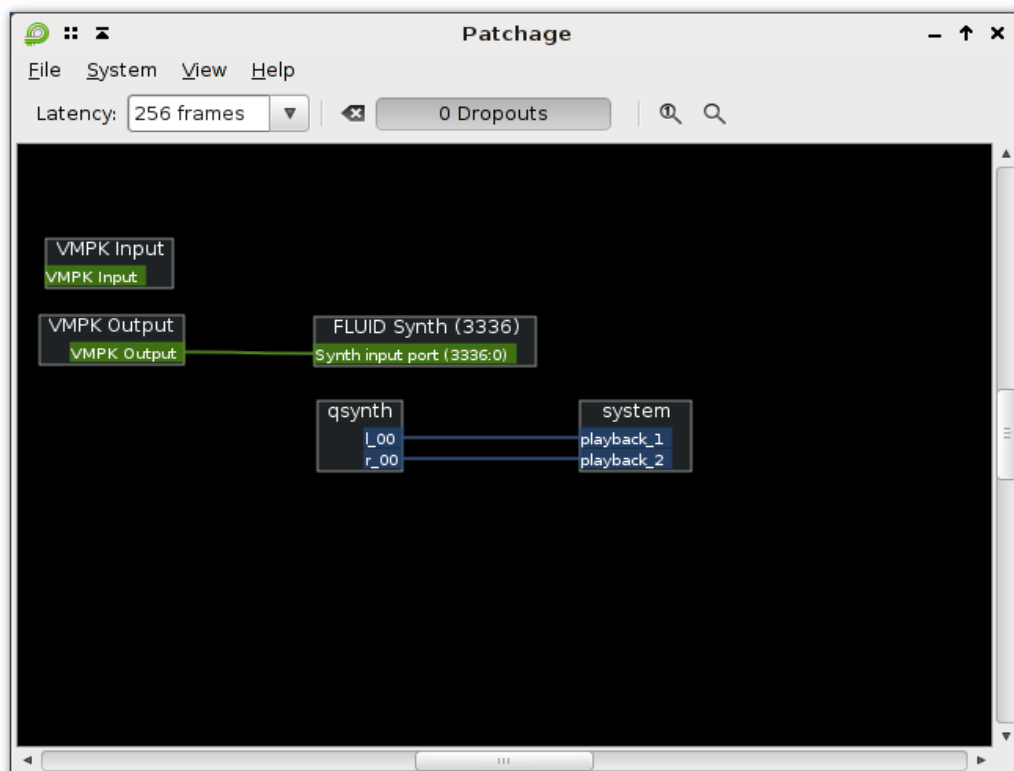 Patchage
File System View Help
Latency: 256 frames 0 Dropouts
VMPK Input
VMPK Input
VMPK Output
VMPK Output
FLUID Synth (3336)
Synth input port (3336:0)
qsynth
l_00
r_00
system
playback_1
playback_2